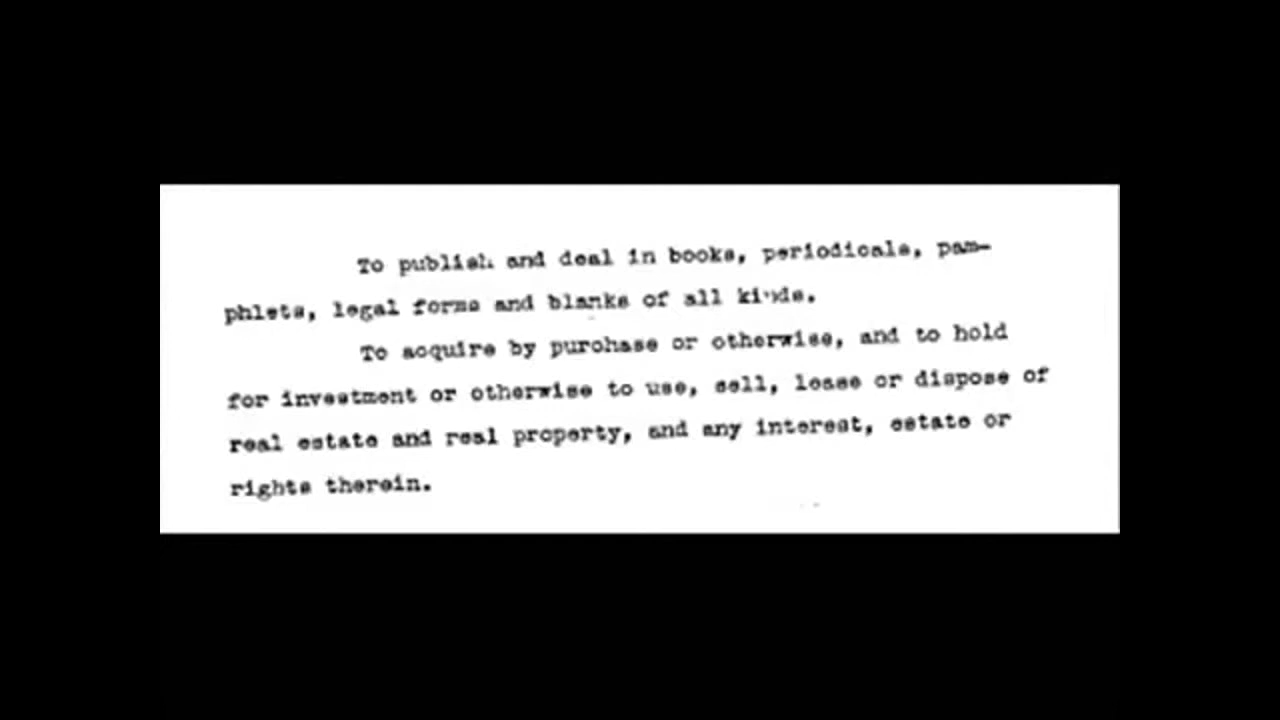 To publish and deal in books, periodicals, pam-
phlets, legal forms and blanks of all kinds.
To acquire by purchase or otherwise, and to hold
for investment or otherwise to use, sell, lease or dispose of
real estate and real property, and any interest, estate or
rights therein.